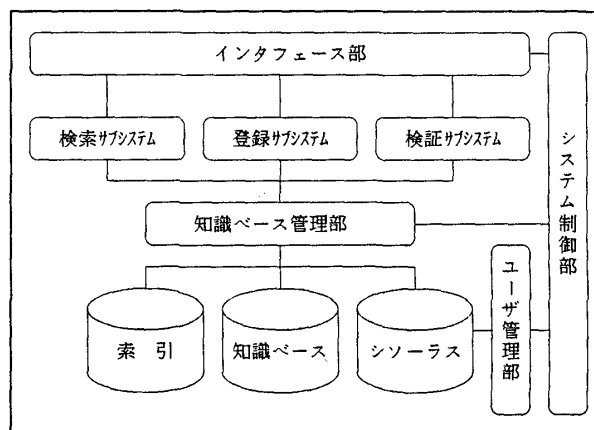 インタフェース部
検索サブシステム
登録サブシステム
検証サブシステム
システム制御部
知識ベース管理部
ユーザ管理部
索 引
知識ベース
シソーラス